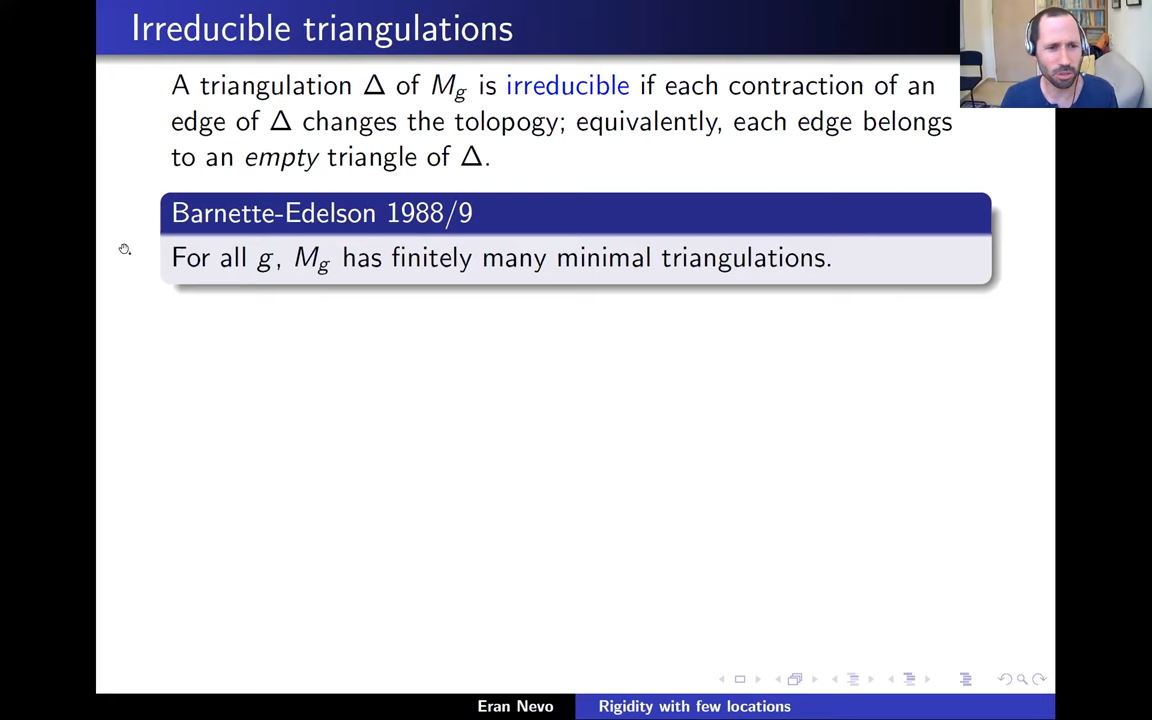 Irreducible triangulations
A triangulation Δ of M_g is irreducible if each contraction of an
edge of Δ changes the tolopogy; equivalently, each edge belongs
to an empty triangle of Δ.
Barnette-Edelson 1988/9
For all g, M_g has finitely many minimal triangulations.
Eran Nevo
Rigidity with few locations